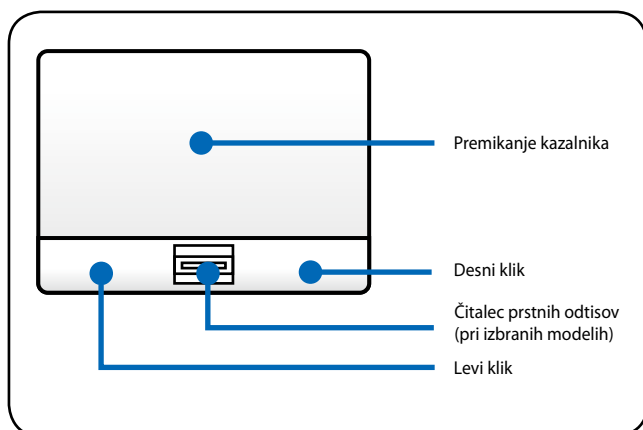 Premikanje kazalnika
Desni klik
Čitalec prstnih odtisov
(pri izbranih modelih)
Levi klik